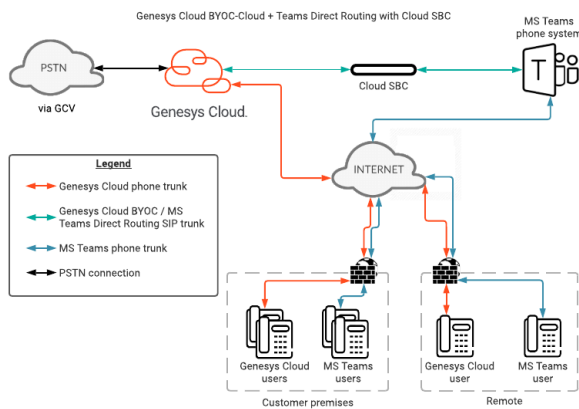 Genesys Cloud BYOC-Cloud + Teams Direct Routing with Cloud SBC
MS Teams
phone system
PSTN
via GCV
Genesys Cloud.
Cloud SBC
T
INTERNET
Legend
Genesys Cloud phone trunk
Genesys Cloud BYOC / MS
Teams Direct Routing SIP trunk
MS Teams phone trunk
PSTN connection
Genesys Cloud
users
MS Teams
users
Genesys Cloud
user
MS Teams
user
Customer premises
Remote